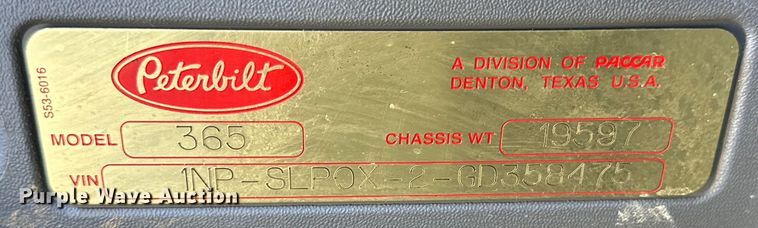 S53-6016
Peterbilt
A DIVISION OF PACCAR
DENTON, TEXAS U.S.A.
MODEL 365 CHASSIS WT 19597
VIN 1NP-SLPOX-2-GD358475
Purple Wave Auction